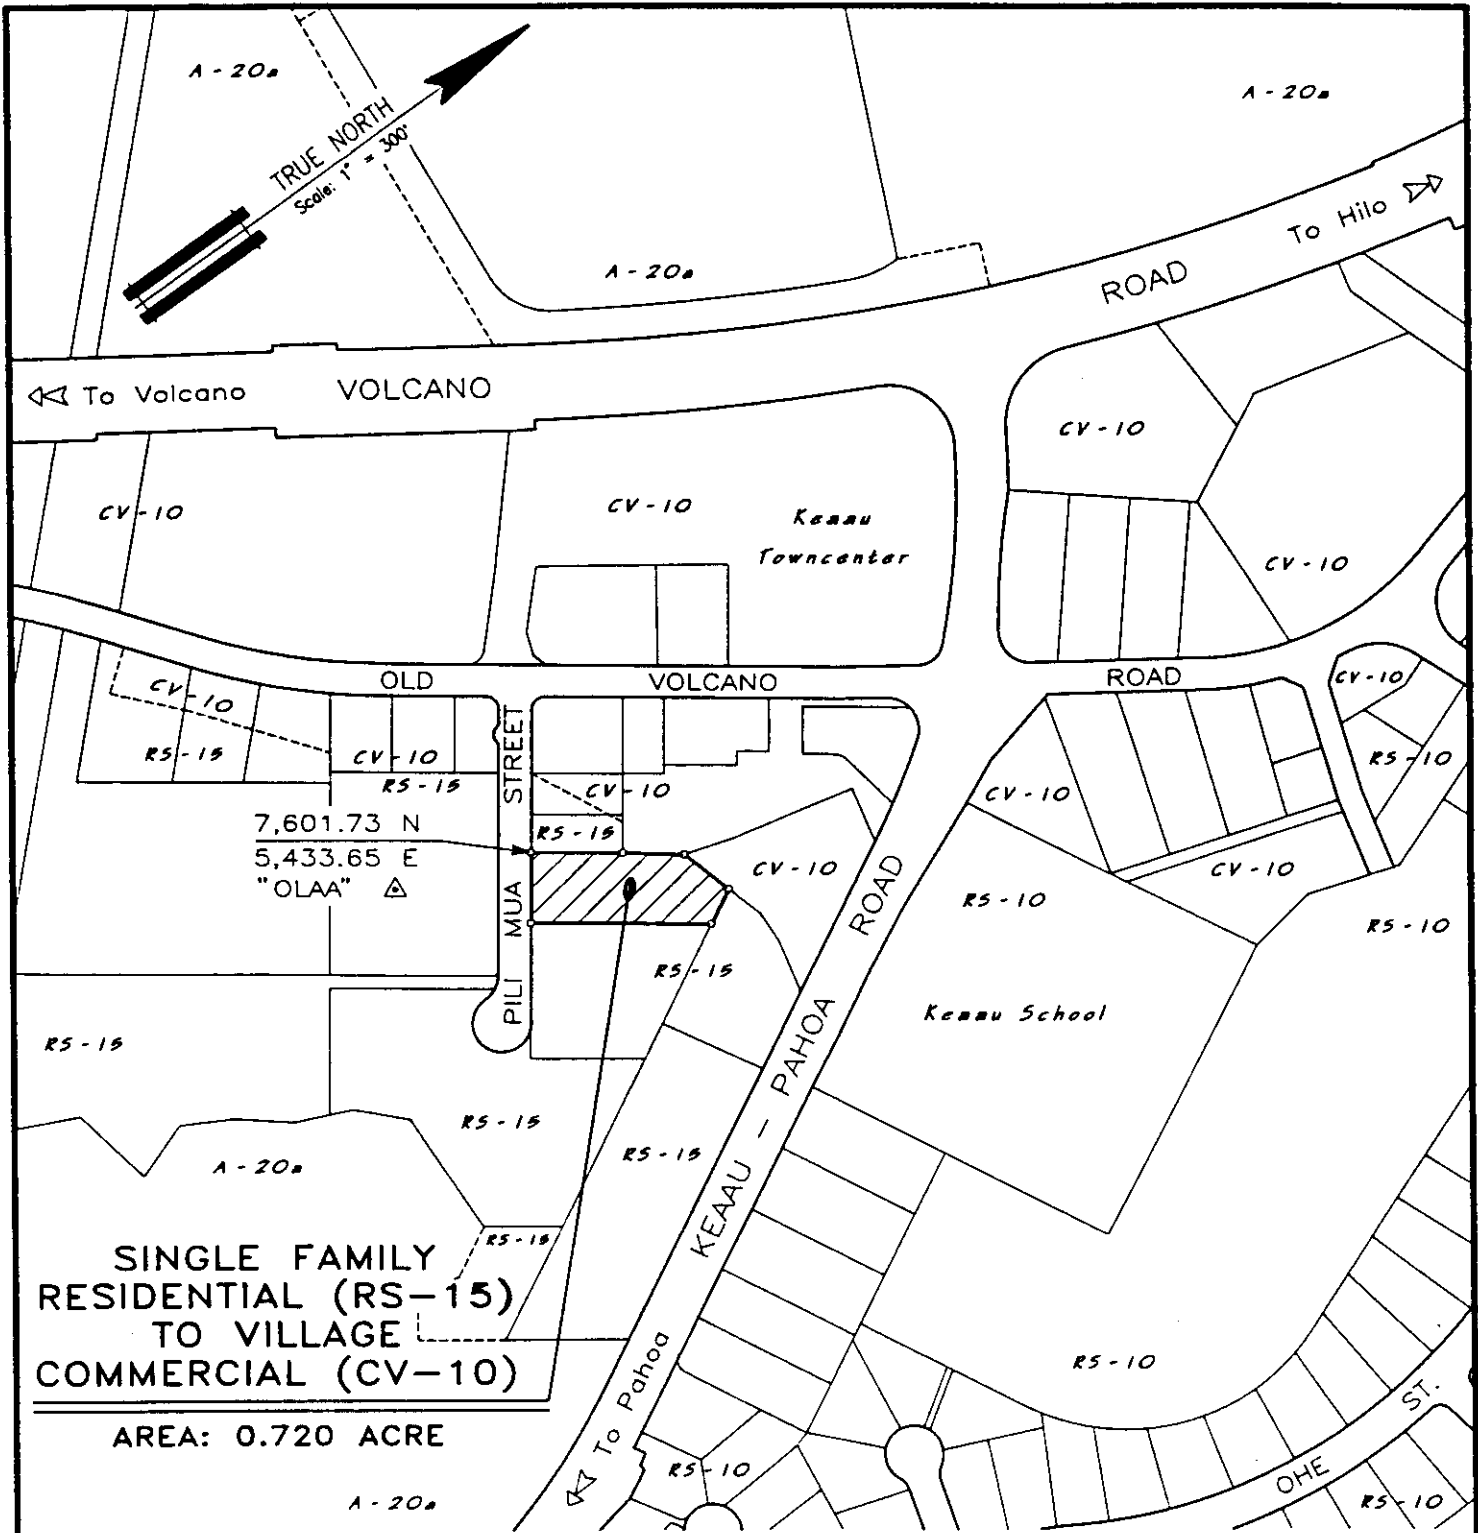 A-20a
A-20a
TRUE NORTH
Scale: 1" = 300'
To Hilo
A-20a
ROAD
To Volcano
VOLCANO
CV-10
CV-10
CV-10
Keaau
Towncenter
CV-10
OLD
VOLCANO
ROAD
CV-10
CV-10
RS-15
CV-10
RS-15
STREET
CV-10
RS-10
CV-10
7,601.73 N
RS-15
5,433.65 E
"OLAA"
CV-10
CV-10
PILI MUA
ROAD
RS-10
RS-10
RS-15
Keaau School
RS-15
KEAAU - PAHOA
RS-15
RS-15
A-20a
RS-15
SINGLE FAMILY
RESIDENTIAL (RS-15)
TO VILLAGE
COMMERCIAL (CV-10)
AREA: 0.720 ACRE
RS-10
To Pahoa
OHE ST.
RS-10
RS-10
A-20a